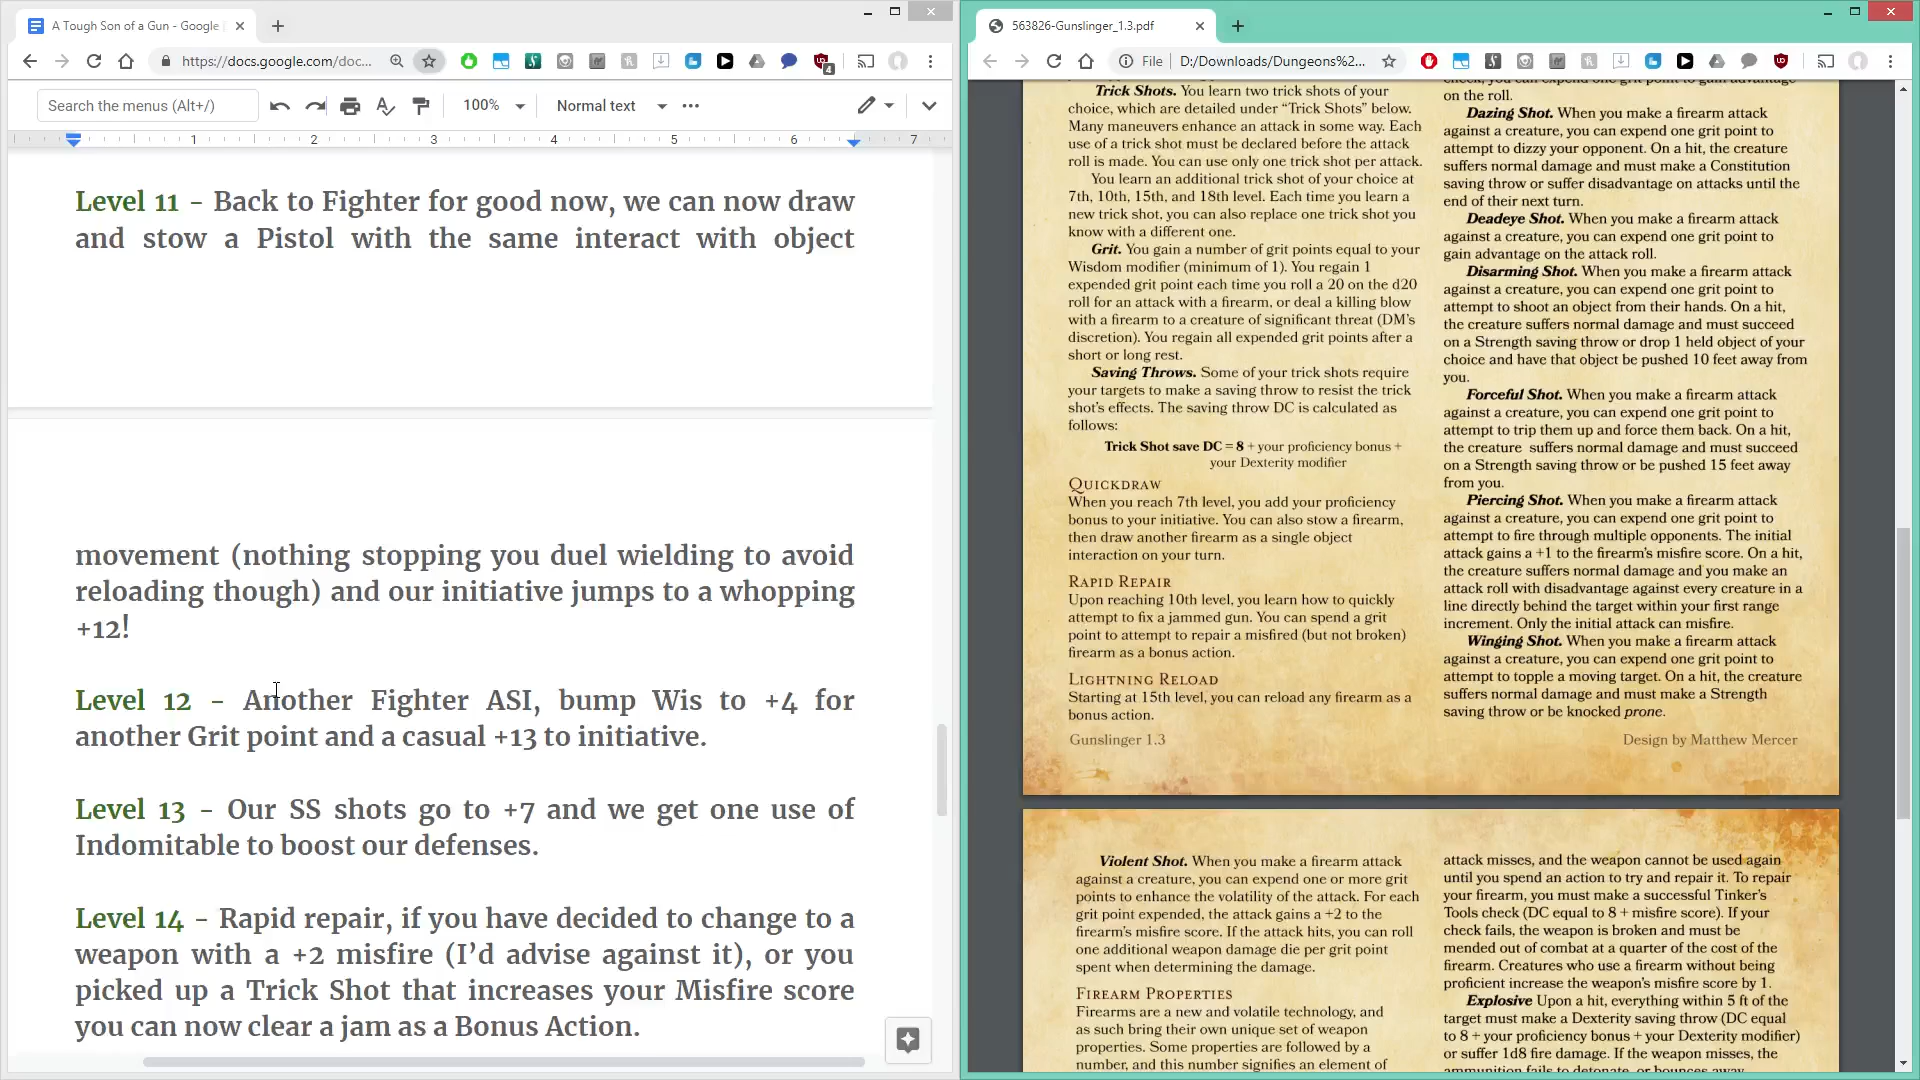 A Tough Son of a Gun - Google
https://docs.google.com/doc...
4
Search the menus (Alt+/)
100%
Normal text
1 2 3 4 5 6 7
Level 11 - Back to Fighter for good now, we can now draw
and stow a Pistol with the same interact with object
movement (nothing stopping you duel wielding to avoid
reloading though) and our initiative jumps to a whopping
+12!
Level 12 - Another Fighter ASI, bump Wis to +4 for
another Grit point and a casual +13 to initiative.
Level 13 - Our SS shots go to +7 and we get one use of
Indomitable to boost our defenses.
Level 14 - Rapid repair, if you have decided to change to a
weapon with a +2 misfire (I'd advise against it), or you
picked up a Trick Shot that increases your Misfire score
you can now clear a jam as a Bonus Action.
563826-Gunslinger_1.3.pdf
File
D:/Downloads/Dungeons%2...
Trick Shots. You learn two trick shots of your
choice, which are detailed under “Trick Shots” below.
Many maneuvers enhance an attack in some way. Each
use of a trick shot must be declared before the attack
roll is made. You can use only one trick shot per attack.
You learn an additional trick shot of your choice at
7th, 10th, 15th, and 18th level. Each time you learn a
new trick shot, you can also replace one trick shot you
know with a different one.
Grit. You gain a number of grit points equal to your
Wisdom modifier (minimum of 1). You regain 1
expended grit point each time you roll a 20 on the d20
roll for an attack with a firearm, or deal a killing blow
with a firearm to a creature of significant threat (DM's
discretion). You regain all expended grit points after a
short or long rest.
Saving Throws. Some of your trick shots require
your targets to make a saving throw to resist the trick
shot's effects. The saving throw DC is calculated as
follows:
Trick Shot save DC = 8 + your proficiency bonus +
your Dexterity modifier
Quickdraw
When you reach 7th level, you add your proficiency
bonus to your initiative. You can also stow a firearm,
then draw another firearm as a single object
interaction on your turn.
Rapid Repair
Upon reaching 10th level, you learn how to quickly
attempt to fix a jammed gun. You can spend a grit
point to attempt to repair a misfired (but not broken)
firearm as a bonus action.
Lightning Reload
Starting at 15th level, you can reload any firearm as a
bonus action.
Gunslinger 1.3
check, you can expend one grit point to gain advantage
on the roll.
Dazing Shot. When you make a firearm attack
against a creature, you can expend one grit point to
attempt to dizzy your opponent. On a hit, the creature
suffers normal damage and must make a Constitution
saving throw or suffer disadvantage on attacks until the
end of their next turn.
Deadeye Shot. When you make a firearm attack
against a creature, you can expend one grit point to
gain advantage on the attack roll.
Disarming Shot. When you make a firearm attack
against a creature, you can expend one grit point to
attempt to shoot an object from their hands. On a hit,
the creature suffers normal damage and must succeed
on a Strength saving throw or drop 1 held object of your
choice and have that object be pushed 10 feet away from
you.
Forceful Shot. When you make a firearm attack
against a creature, you can expend one grit point to
attempt to trip them up and force them back. On a hit,
the creature suffers normal damage and must succeed
on a Strength saving throw or be pushed 15 feet away
from you.
Piercing Shot. When you make a firearm attack
against a creature, you can expend one grit point to
attempt to fire through multiple opponents. The initial
attack gains a +1 to the firearm's misfire score. On a hit,
the creature suffers normal damage and you make an
attack roll with disadvantage against every creature in a
line directly behind the target within your first range
increment. Only the initial attack can misfire.
Winging Shot. When you make a firearm attack
against a creature, you can expend one grit point to
attempt to topple a moving target. On a hit, the creature
suffers normal damage and must make a Strength
saving throw or be knocked prone.
Design by Matthew Mercer
Violent Shot. When you make a firearm attack
against a creature, you can expend one or more grit
points to enhance the volatility of the attack. For each
grit point expended, the attack gains a +2 to the
firearm's misfire score. If the attack hits, you can roll
one additional weapon damage die per grit point
spent when determining the damage.
Firearm Properties
Firearms are a new and volatile technology, and
as such bring their own unique set of weapon
properties. Some properties are followed by a
number, and this number signifies an element of
attack misses, and the weapon cannot be used again
until you spend an action to try and repair it. To repair
your firearm, you must make a successful Tinker's
Tools check (DC equal to 8 + misfire score). If your
check fails, the weapon is broken and must be
mended out of combat at a quarter of the cost of the
firearm. Creatures who use a firearm without being
proficient increase the weapon's misfire score by 1.
Explosive Upon a hit, everything within 5 ft of the
target must make a Dexterity saving throw (DC equal
to 8 + your proficiency bonus + your Dexterity modifier)
or suffer 1d8 fire damage. If the weapon misses, the
ammunition fails to detonate, or bounces away